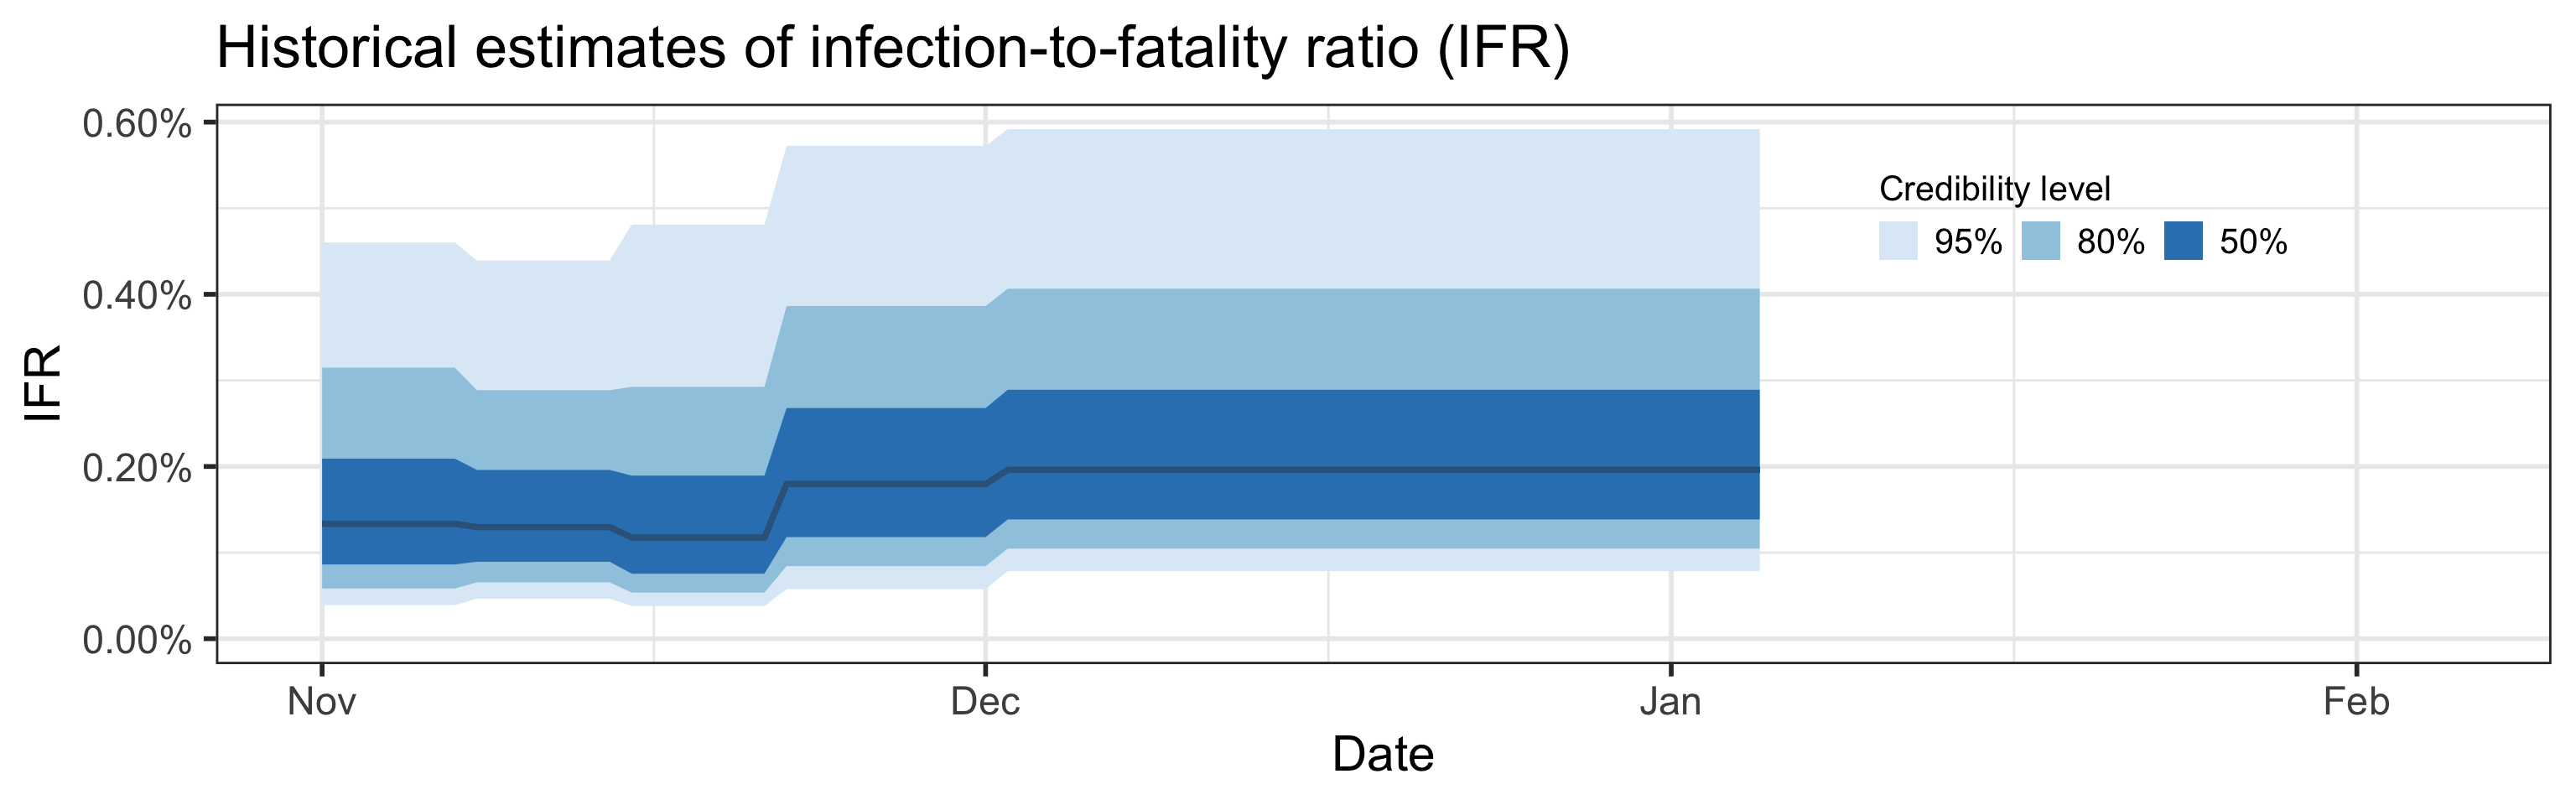 Historical estimates of infection-to-fatality ratio (IFR)
0.60%
0.40%
0.20%
0.00%
IFR
Credibility level
95% 80% 50%
Nov Dec Jan Feb
Date